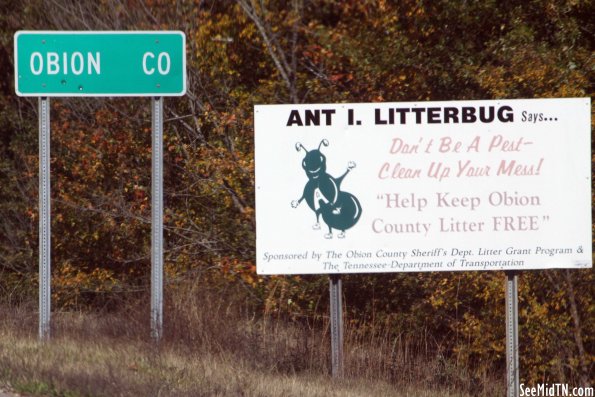 OBION CO
ANT I. LITTERBUG Says...
Don't Be A Pest-
Clean Up Your Mess!
"Help Keep Obion
County Litter FREE"
Sponsored by The Obion County Sheriff's Dept. Litter Grant Program &
The Tennessee Department of Transportation
SeeMidTN.com